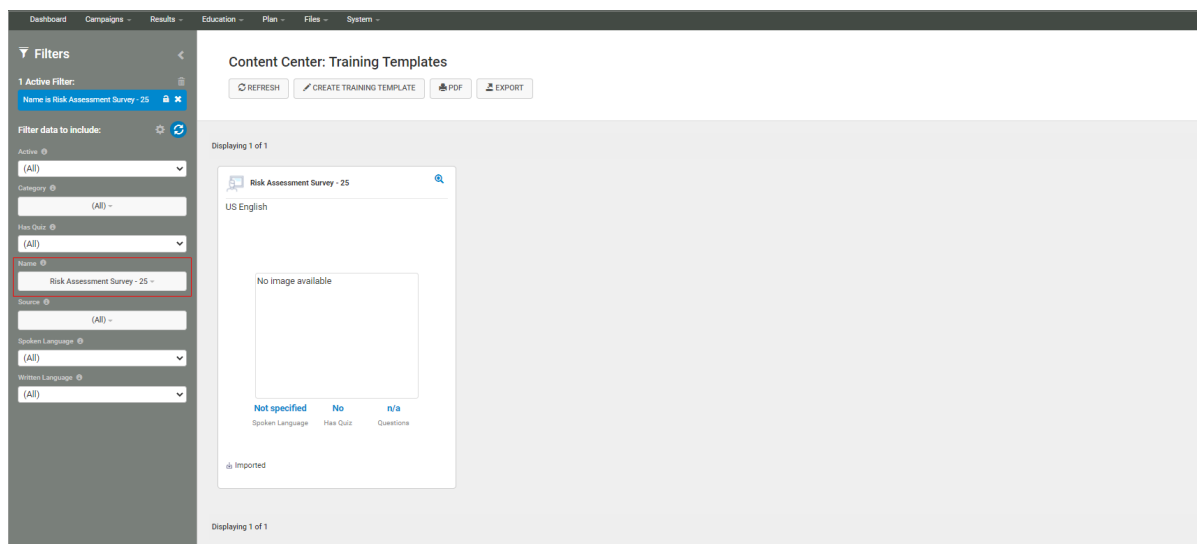 Dashboard Campaigns Results Education Plan Files System
Filters
1 Active Filter:
Name is Risk Assessment Survey - 25
Filter data to include:
Active
(All)
Category
(All)
Has Quiz
(All)
Name
Risk Assessment Survey - 25
Source
(All)
Spoken Language
(All)
Written Language
(All)
Content Center: Training Templates
REFRESH CREATE TRAINING TEMPLATE PDF EXPORT
Displaying 1 of 1
Risk Assessment Survey - 25
US English
No image available
Not specified No n/a
Spoken Language Has Quiz Questions
Imported
Displaying 1 of 1